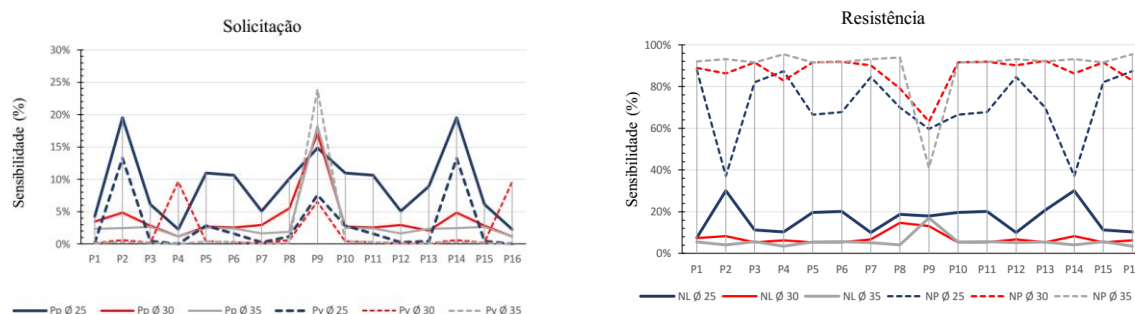 Solicitação
Sensibilidade (%)
30%
25%
20%
15%
10%
5%
0%
P1 P2 P3 P4 P5 P6 P7 P8 P9 P10 P11 P12 P13 P14 P15 P16
Pp Ø 25 Pp Ø 30 Pp Ø 35 Pv Ø 25 Pv Ø 30 Pv Ø 35
Resistência
Sensibilidade (%)
100%
80%
60%
40%
20%
0%
P1 P2 P3 P4 P5 P6 P7 P8 P9 P10 P11 P12 P13 P14 P15 P1
NL Ø 25 NL Ø 30 NL Ø 35 NP Ø 25 NP Ø 30 NP Ø 35